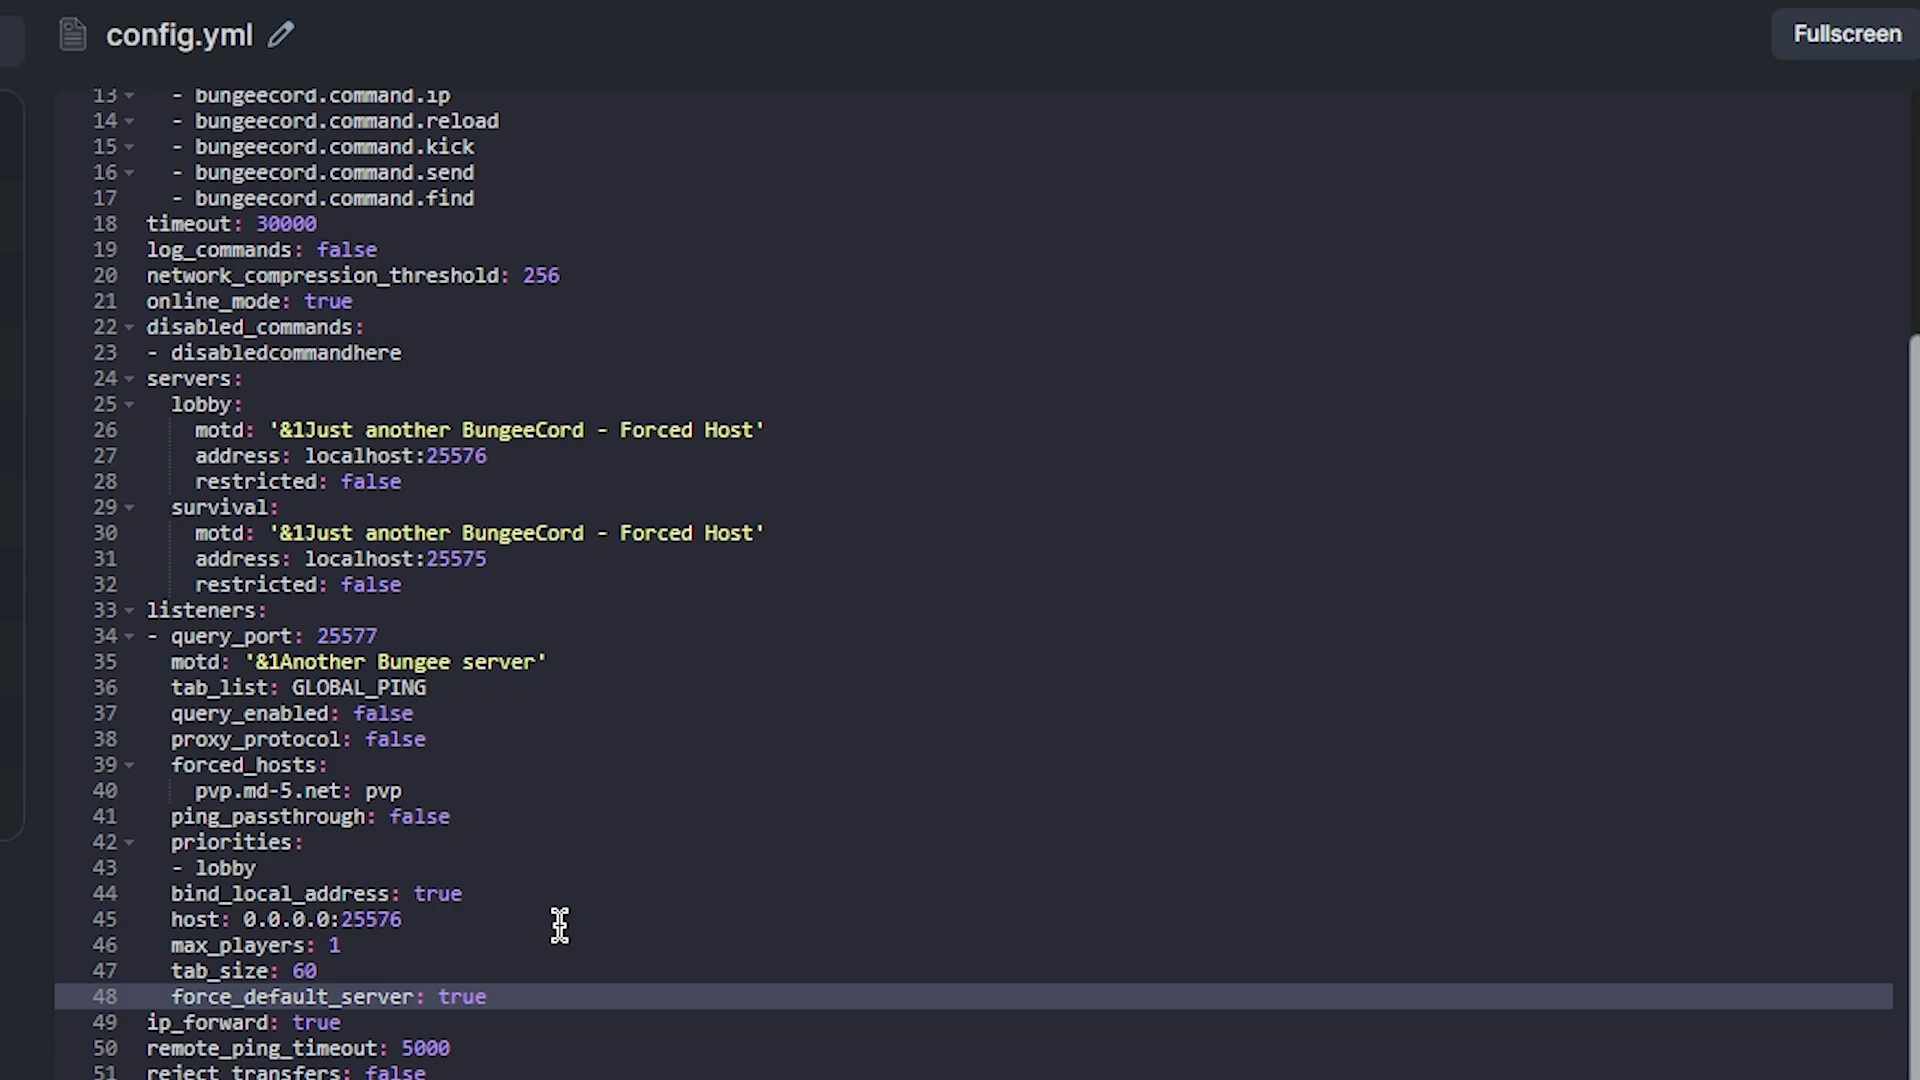 config.yml
Fullscreen
13 - bungeecord.command.ip
14 - bungeecord.command.reload
15 - bungeecord.command.kick
16 - bungeecord.command.send
17 - bungeecord.command.find
18 timeout: 30000
19 log_commands: false
20 network_compression_threshold: 256
21 online_mode: true
22 disabled_commands:
23 - disabledcommandhere
24 servers:
25 lobby:
26 motd: '&1Just another BungeeCord - Forced Host'
27 address: localhost:25576
28 restricted: false
29 survival:
30 motd: '&1Just another BungeeCord - Forced Host'
31 address: localhost:25575
32 restricted: false
33 listeners:
34 - query_port: 25577
35 motd: '&1Another Bungee server'
36 tab_list: GLOBAL_PING
37 query_enabled: false
38 proxy_protocol: false
39 forced_hosts:
40 pvp.md-5.net: pvp
41 ping_passthrough: false
42 priorities:
43 - lobby
44 bind_local_address: true
45 host: 0.0.0.0:25576
46 max_players: 1
47 tab_size: 60
48 force_default_server: true
49 ip_forward: true
50 remote_ping_timeout: 5000
51 reject_transfers: false